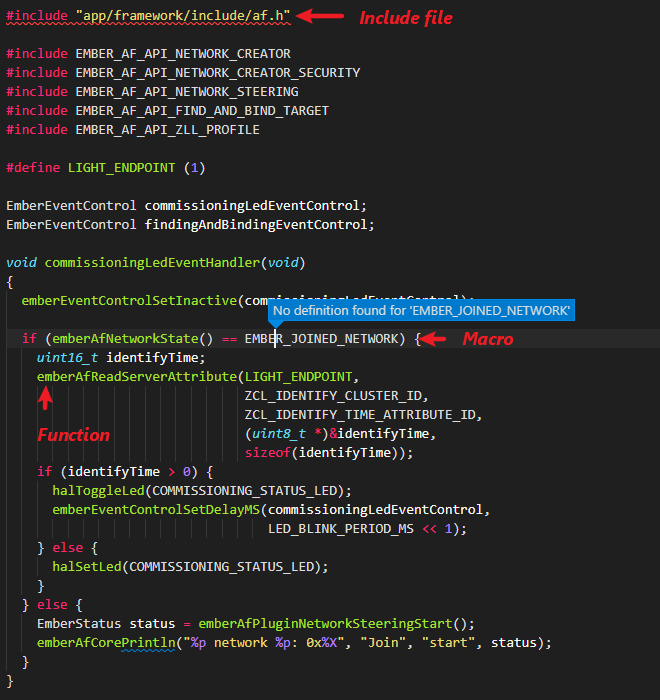 #include "app/framework/include/af.h" Include file
#include EMBER_AF_API_NETWORK_CREATOR
#include EMBER_AF_API_NETWORK_CREATOR_SECURITY
#include EMBER_AF_API_NETWORK_STEERING
#include EMBER_AF_API_FIND_AND_BIND_TARGET
#include EMBER_AF_API_ZLL_PROFILE
#define LIGHT_ENDPOINT (1)
EmberEventControl commissioningLedEventControl;
EmberEventControl findingAndBindingEventControl;
void commissioningLedEventHandler(void)
{
emberEventControlSetInactive(
No definition found for 'EMBER_JOINED_NETWORK'
if (emberAfNetworkState() == EMBER_JOINED_NETWORK) { Macro
uint16_t identifyTime;
emberAfReadServerAttribute(LIGHT_ENDPOINT,
ZCL_IDENTIFY_CLUSTER_ID,
ZCL_IDENTIFY_TIME_ATTRIBUTE_ID,
Function (uint8_t *)&identifyTime,
sizeof(identifyTime));
if (identifyTime > 0) {
halToggleLed(COMMISSIONING_STATUS_LED);
emberEventControlSetDelayMS(commissioningLedEventControl,
LED_BLINK_PERIOD_MS << 1);
} else {
halSetLed(COMMISSIONING_STATUS_LED);
}
} else {
EmberStatus status = emberAfPluginNetworkSteeringStart();
emberAfCorePrintln("%p network %p: 0x%X", "Join", "start", status);
}
}